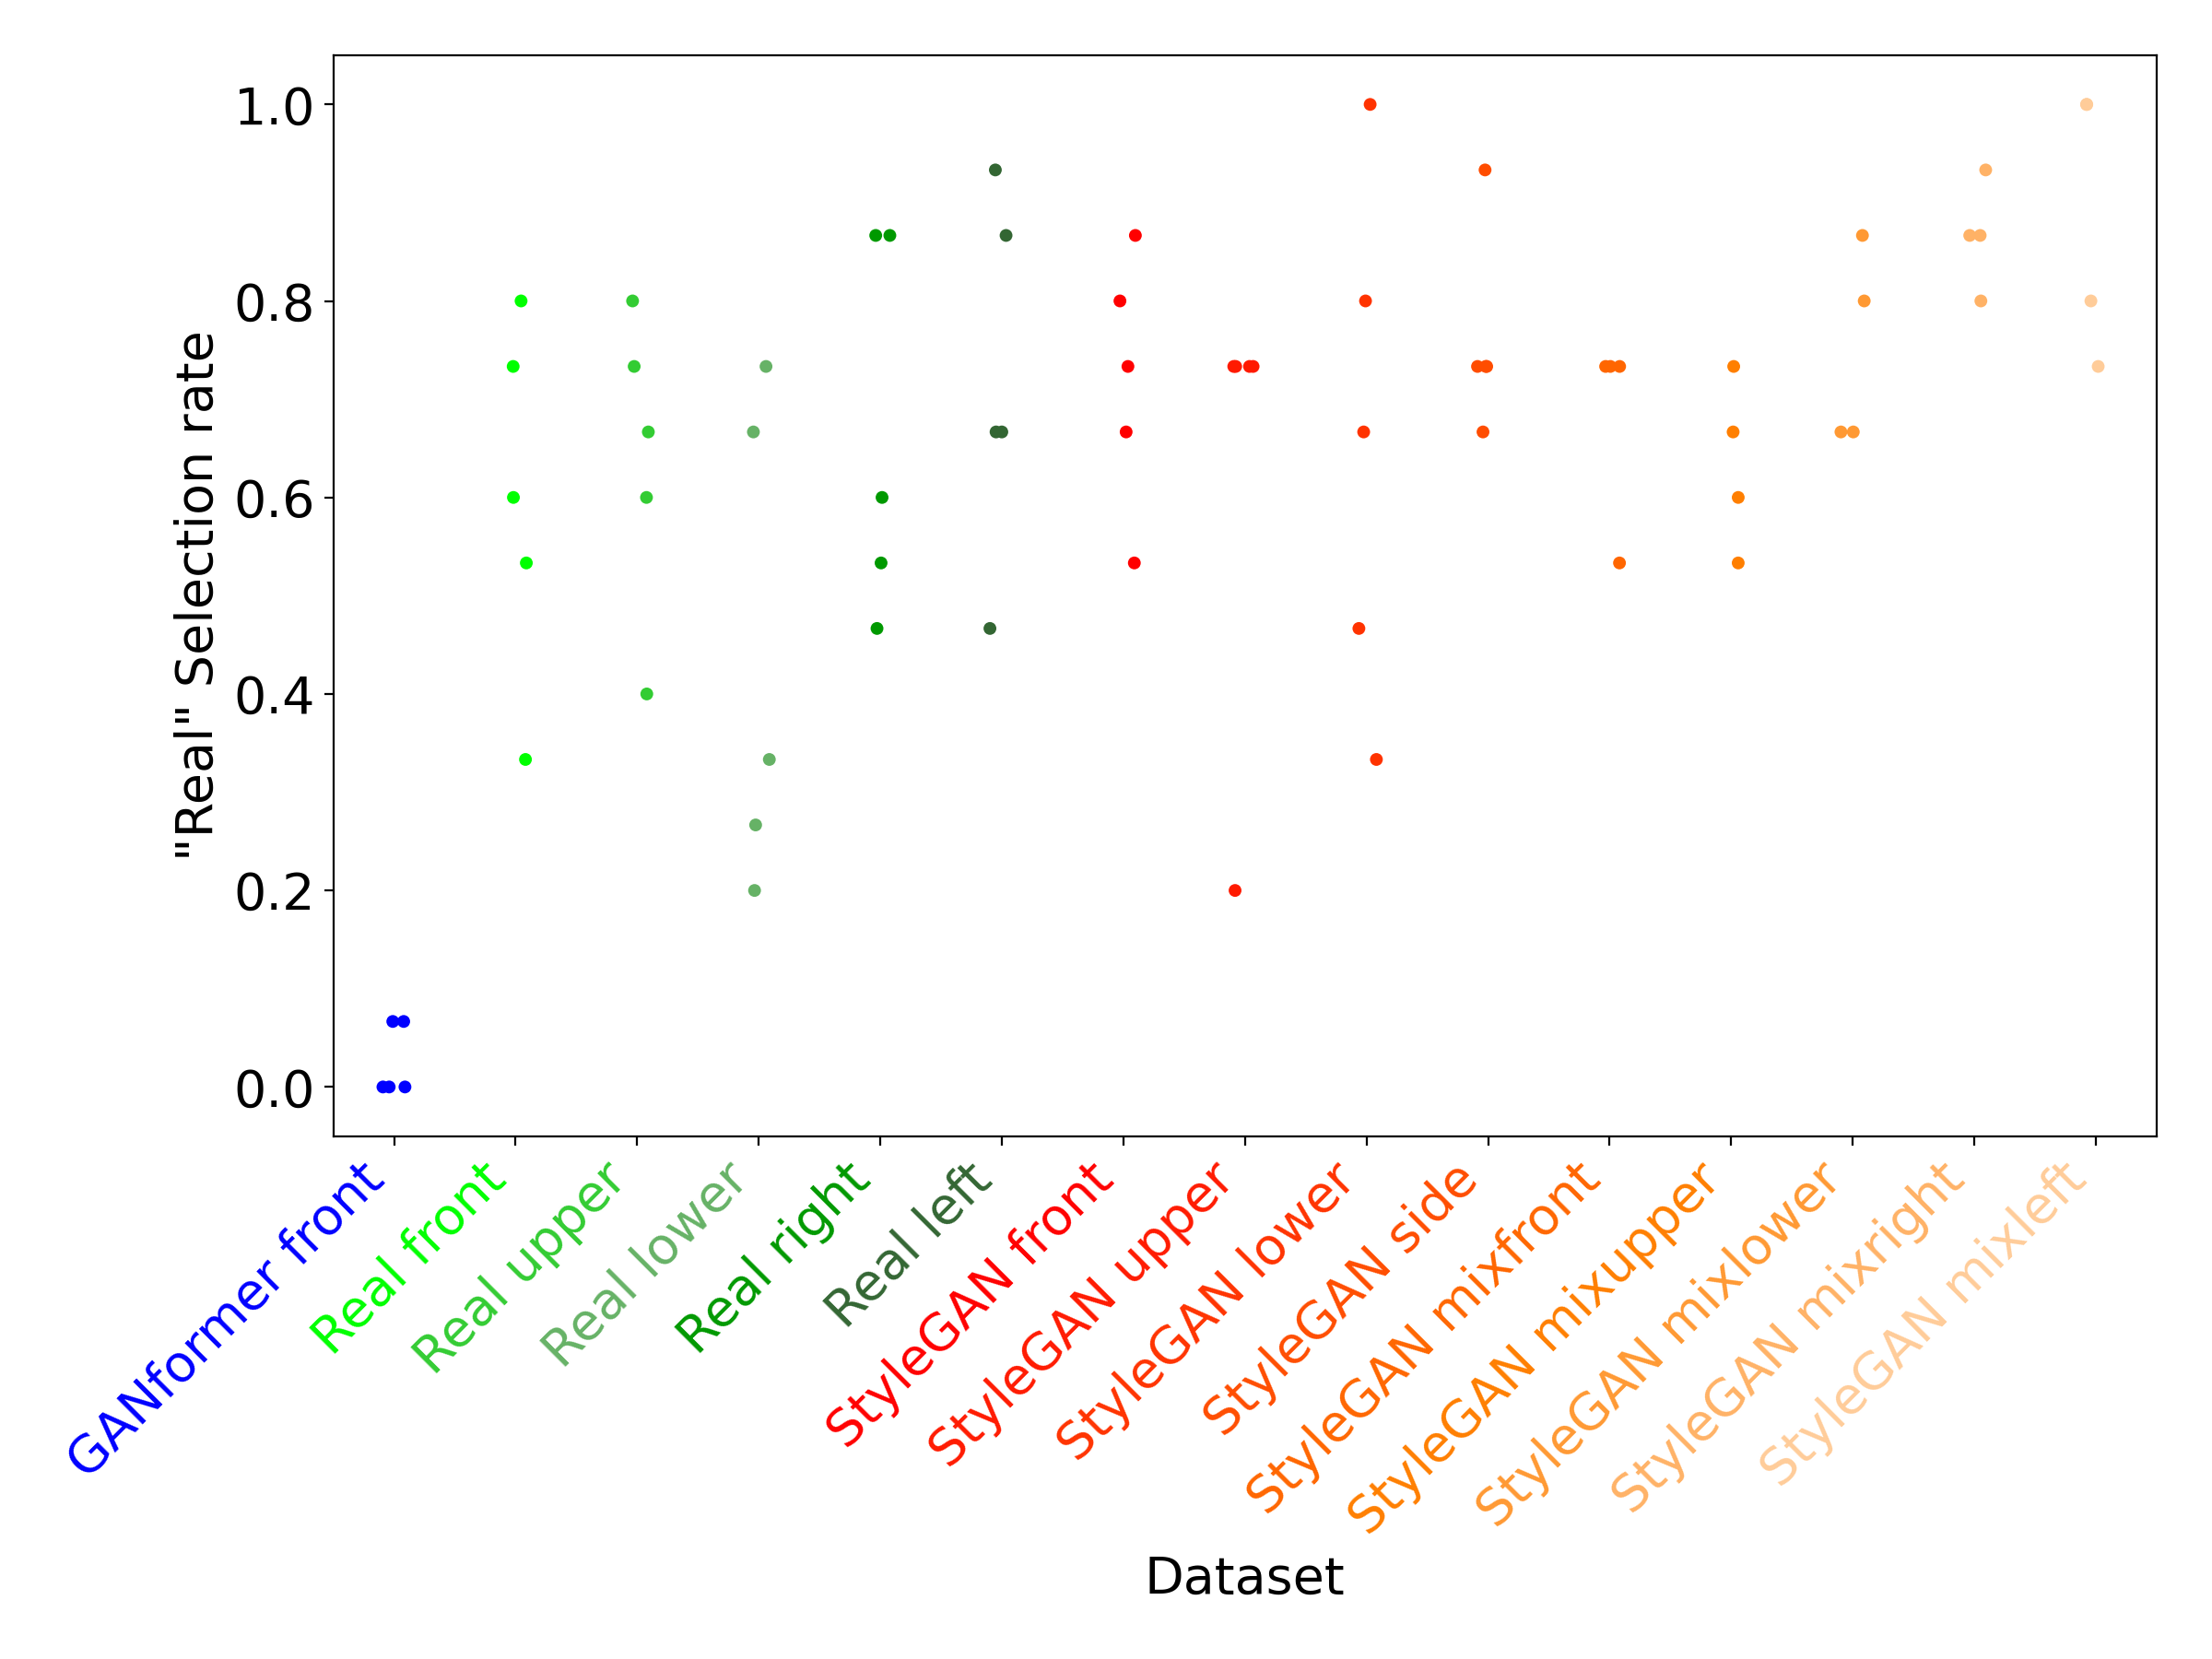 "Real" Selection rate
1.0
0.8
0.6
0.4
0.2
0.0
GANformer front
Real front
Real upper
Real lower
Real right
Real left
StyleGAN front
StyleGAN upper
StyleGAN lower
StyleGAN side
StyleGAN mixfront
StyleGAN mixupper
StyleGAN mixlower
StyleGAN mixright
StyleGAN mixleft
Dataset